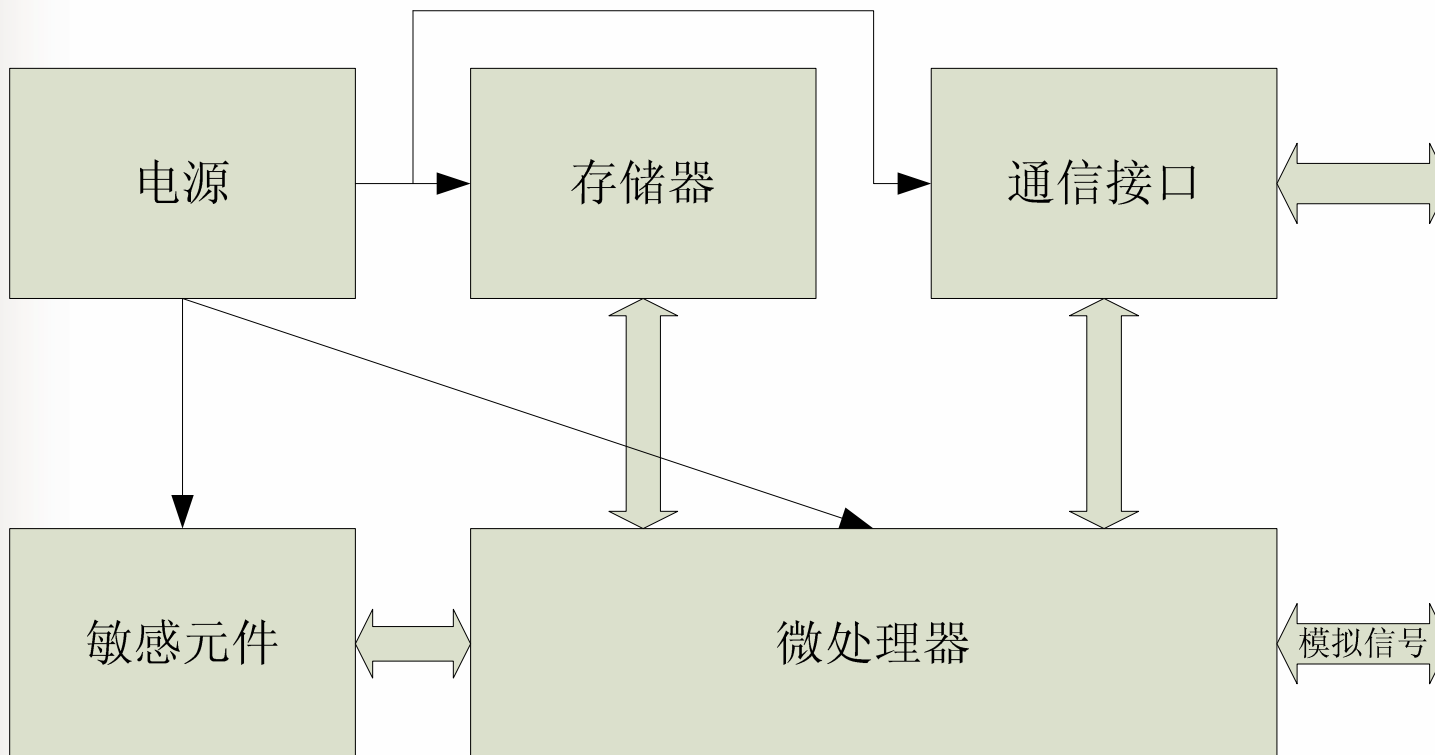 电源
存储器
通信接口
敏感元件
微处理器
模拟信号